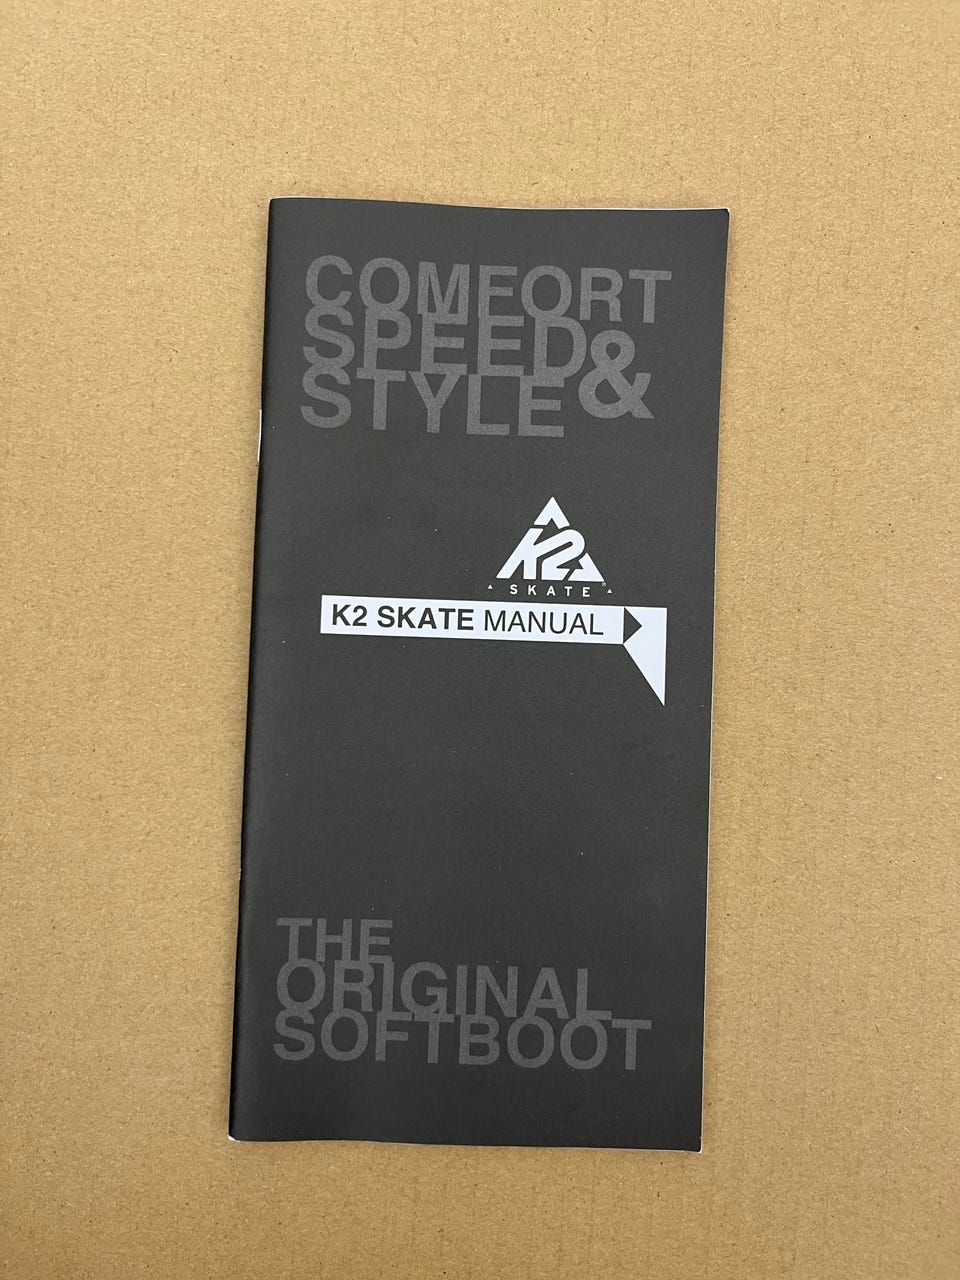 COMFORT
SPEED &
STYLE
K2
SKATE
K2 SKATE MANUAL
THE
ORIGINAL
SOFTBOOT